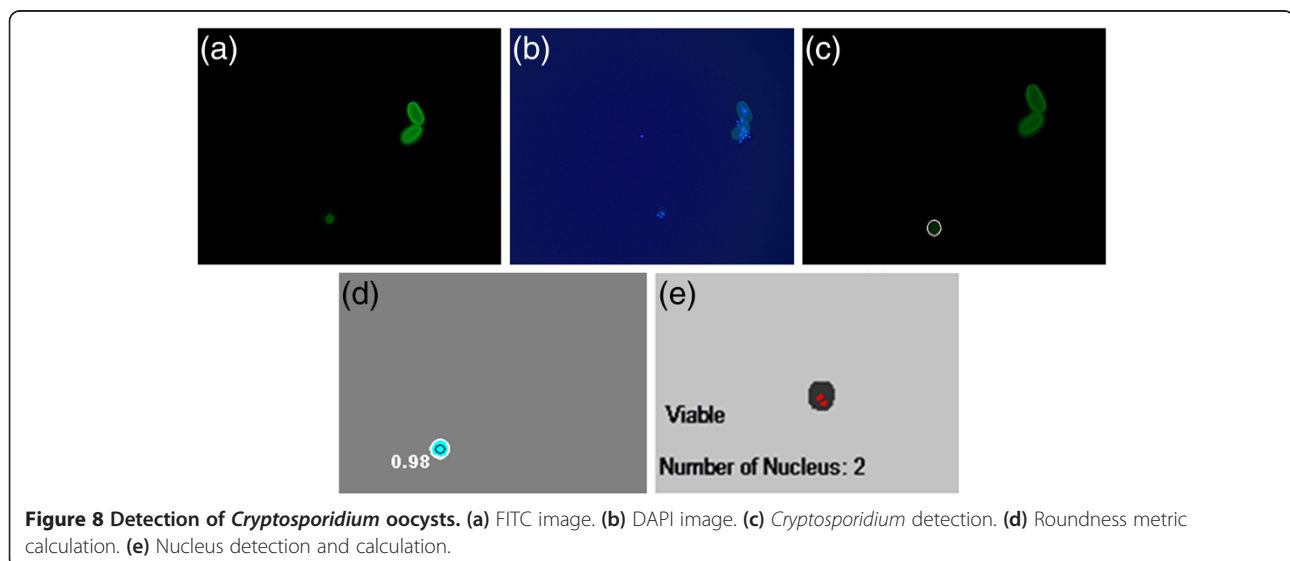 (a)
(b)
(c)
(d)
0.98
(e)
Viable
Number of Nucleus: 2
Figure 8 Detection of Cryptosporidium oocysts. (a) FITC image. (b) DAPI image. (c) Cryptosporidium detection. (d) Roundness metric
calculation. (e) Nucleus detection and calculation.